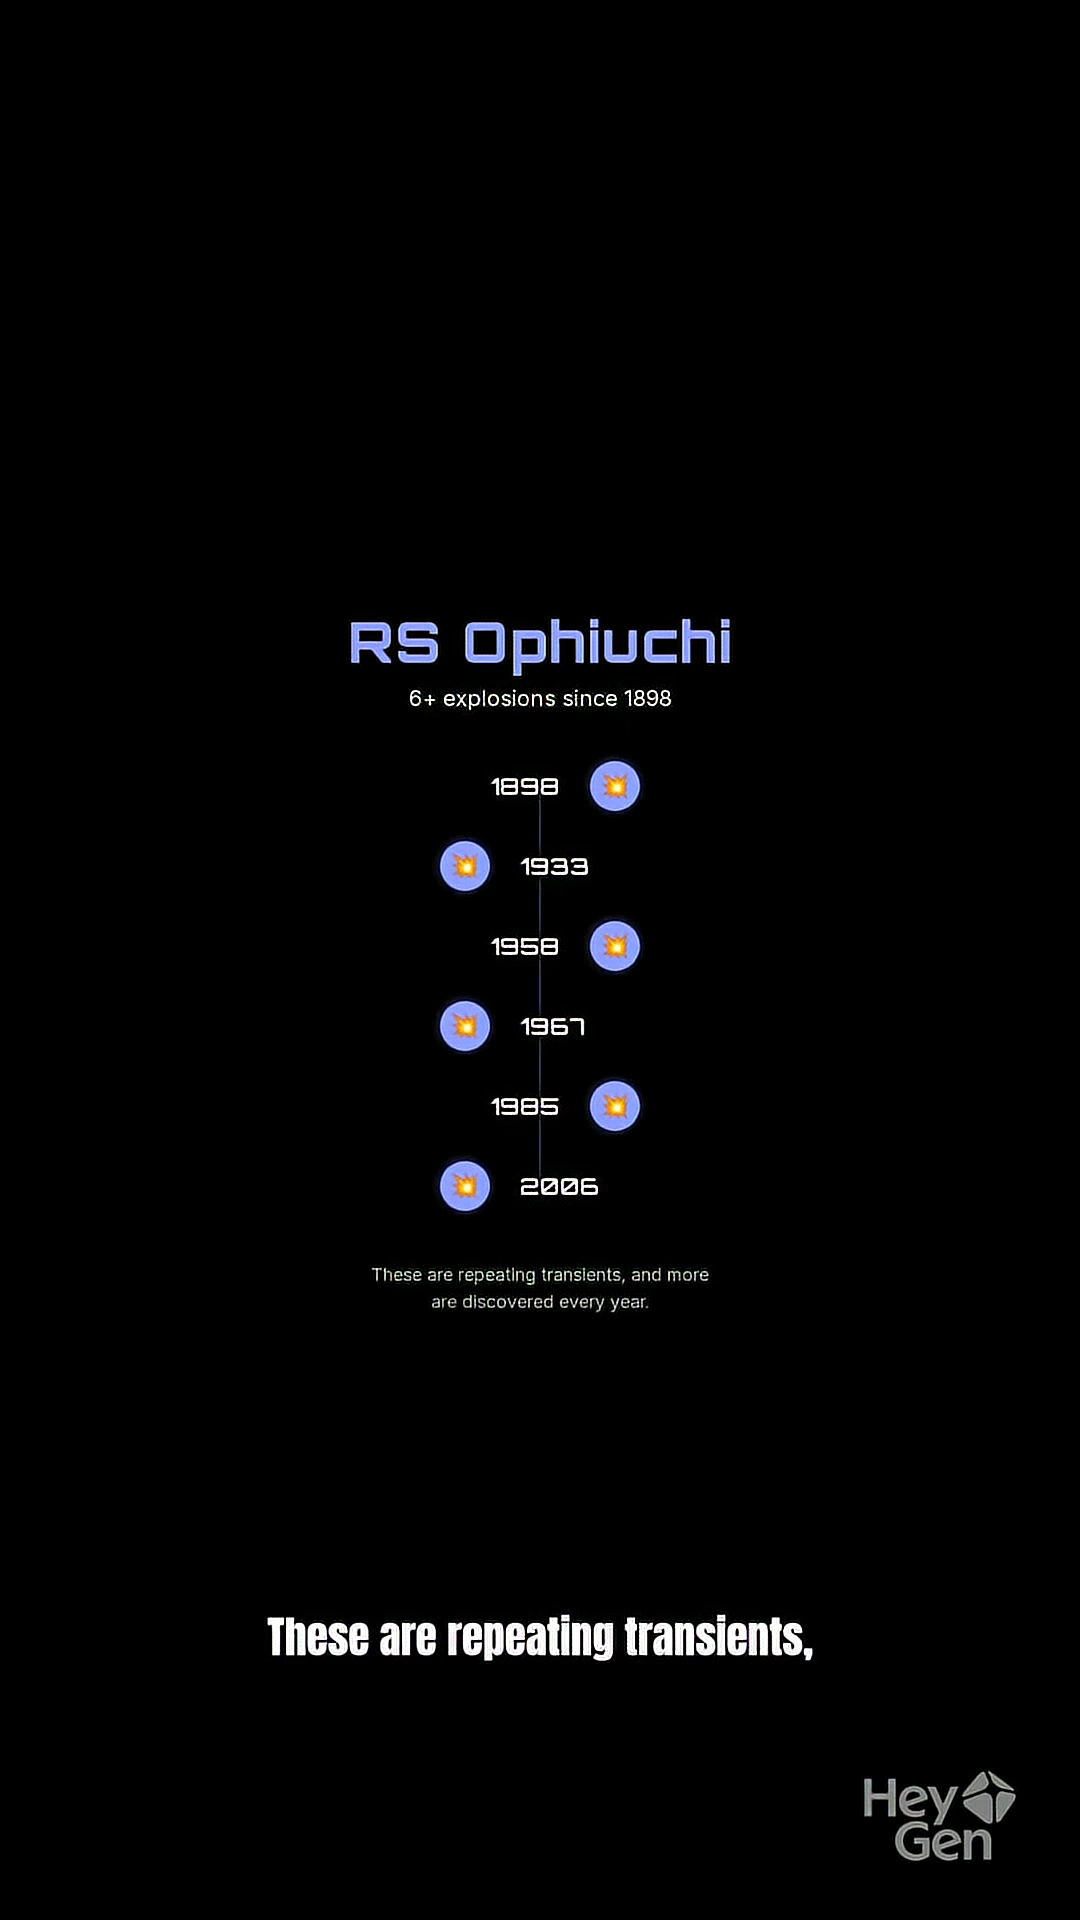 RS Ophiuchi
6+ explosions since 1898
1898
1933
1958
1967
1985
2006
These are repeating transients, and more
are discovered every year.
These are repeating transients,
Hey
Gen